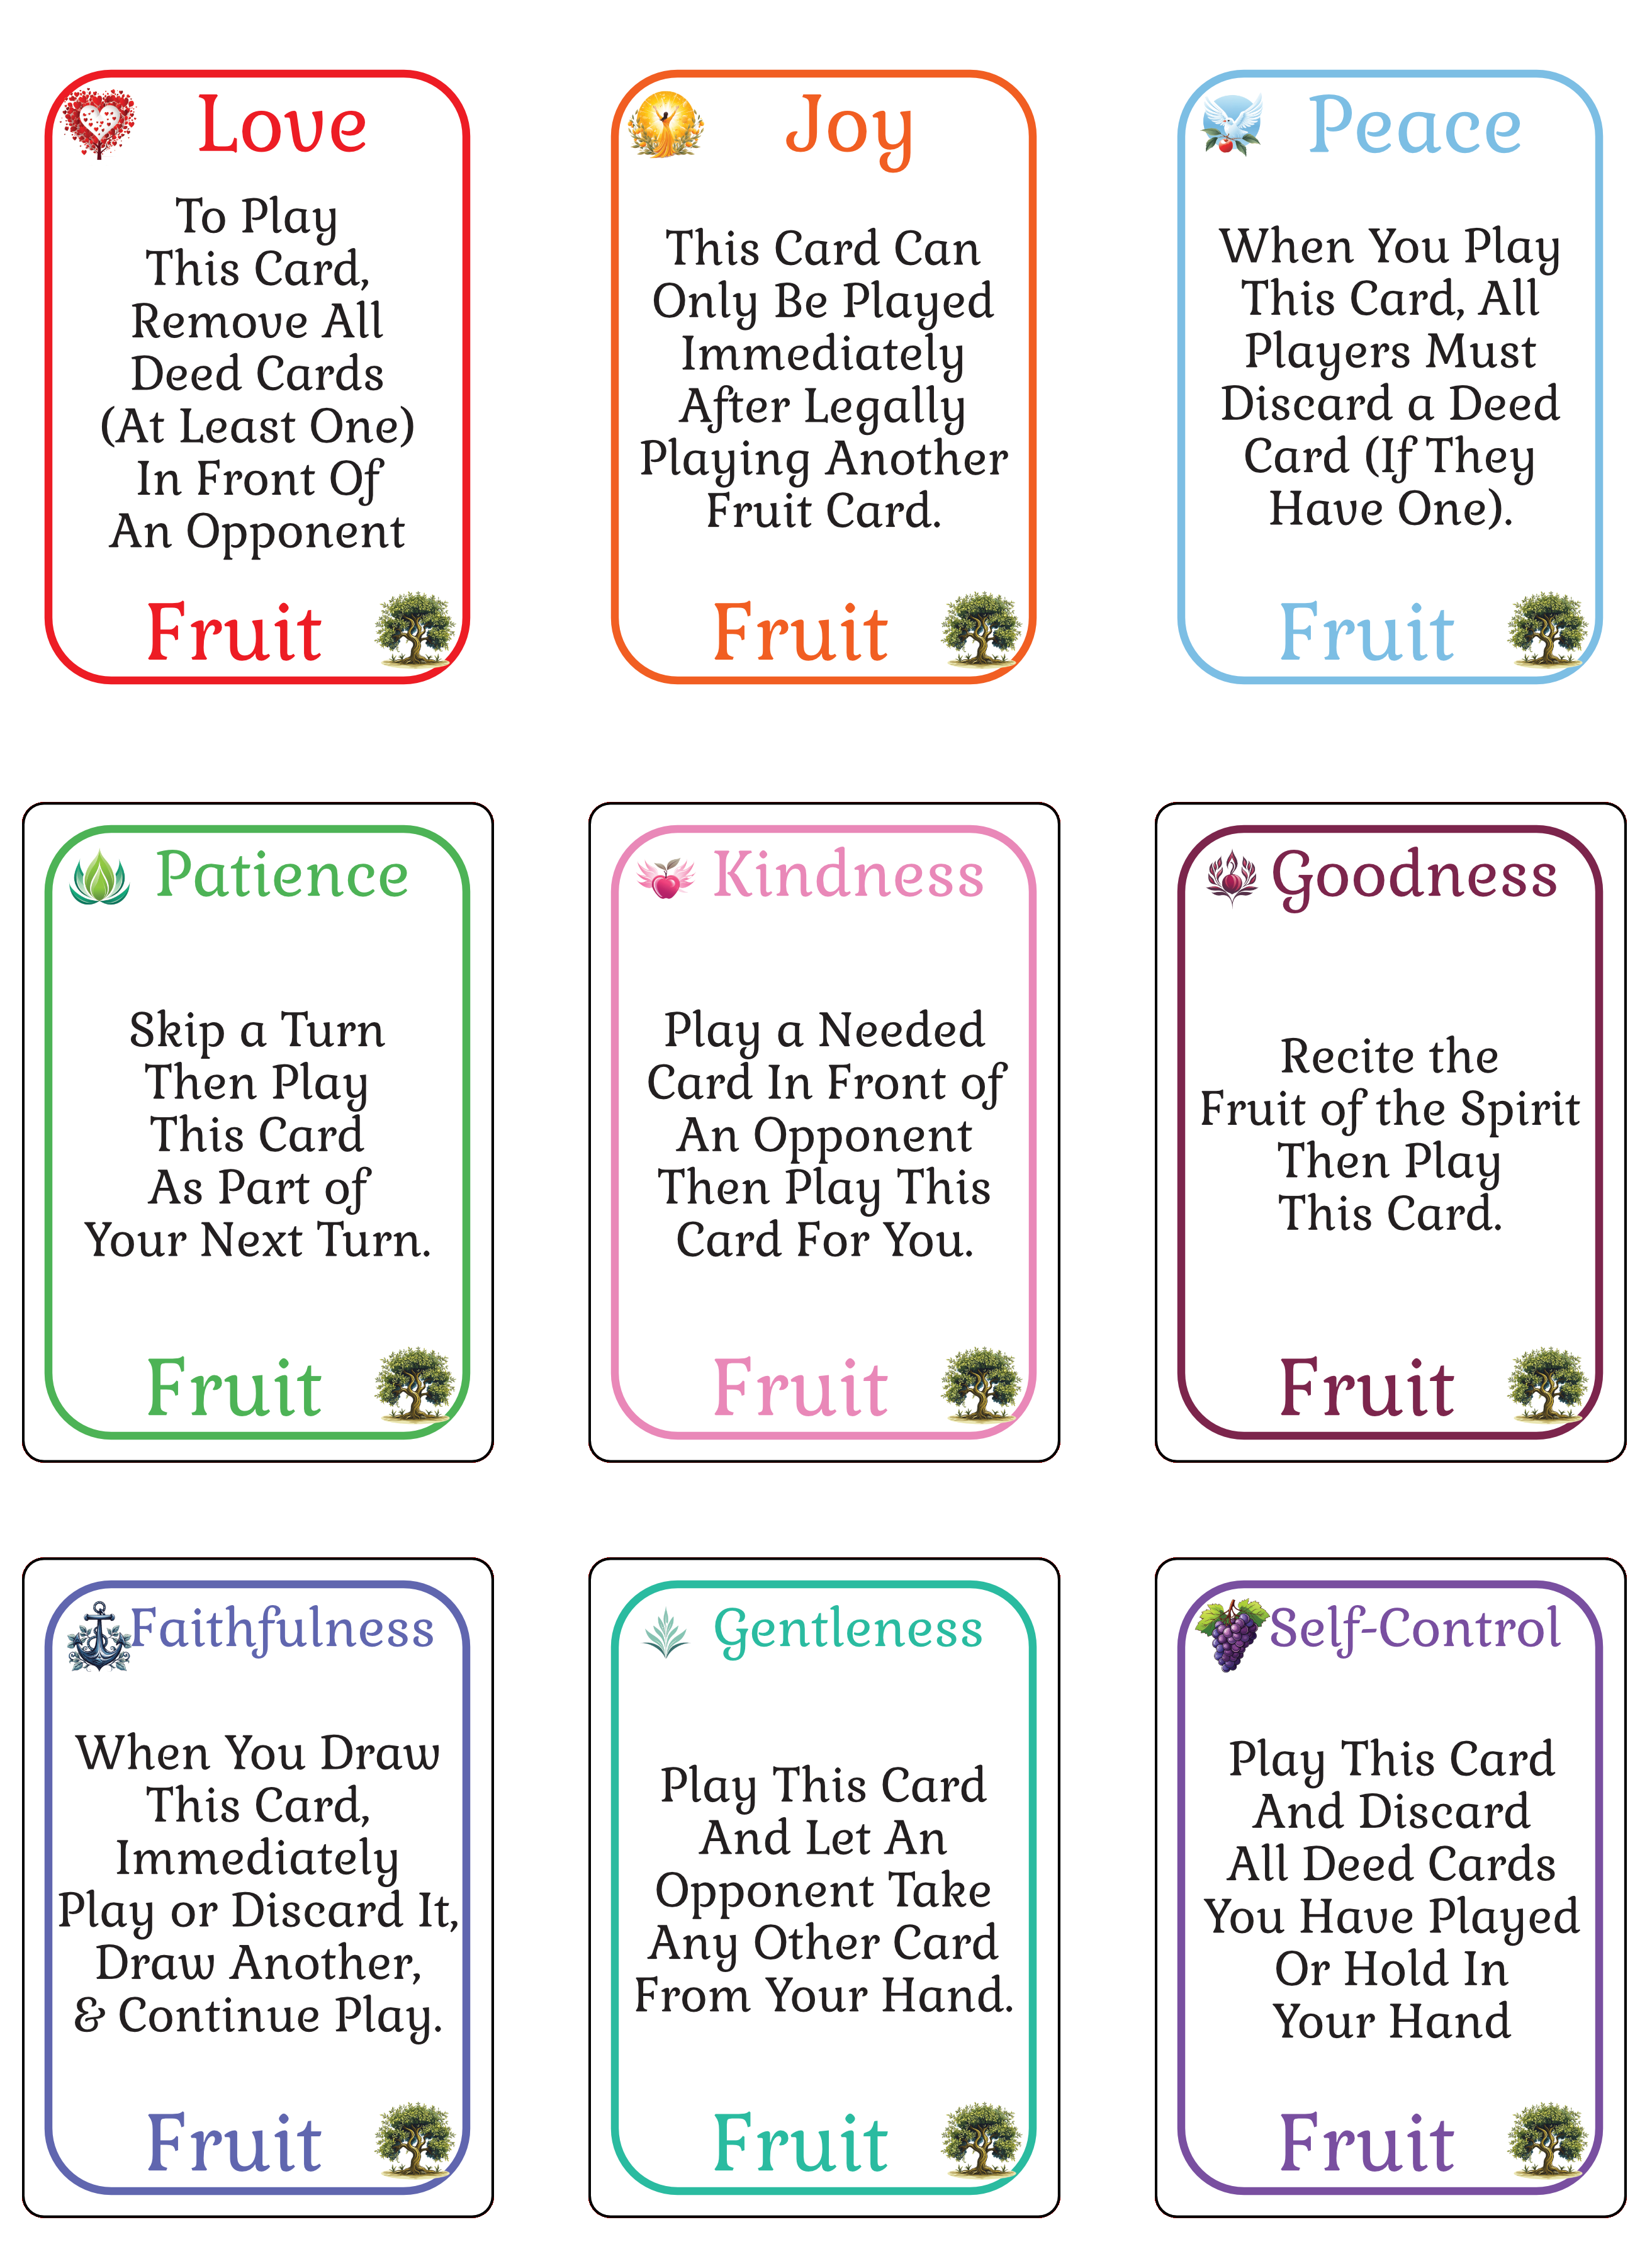 Love
To Play
This Card,
Remove All
Deed Cards
(At Least One)
In Front Of
An Opponent
Fruit
Joy
This Card Can
Only Be Played
Immediately
After Legally
Playing Another
Fruit Card.
Fruit
Peace
When You Play
This Card, All
Players Must
Discard a Deed
Card (If They
Have One).
Fruit
Patience
Skip a Turn
Then Play
This Card
As Part of
Your Next Turn.
Fruit
Kindness
Play a Needed
Card In Front of
An Opponent
Then Play This
Card For You.
Fruit
Goodness
Recite the
Fruit of the Spirit
Then Play
This Card.
Fruit
Faithfulness
When You Draw
This Card,
Immediately
Play or Discard It,
Draw Another,
& Continue Play.
Fruit
Gentleness
Play This Card
And Let An
Opponent Take
Any Other Card
From Your Hand.
Fruit
Self-Control
Play This Card
And Discard
All Deed Cards
You Have Played
Or Hold In
Your Hand
Fruit